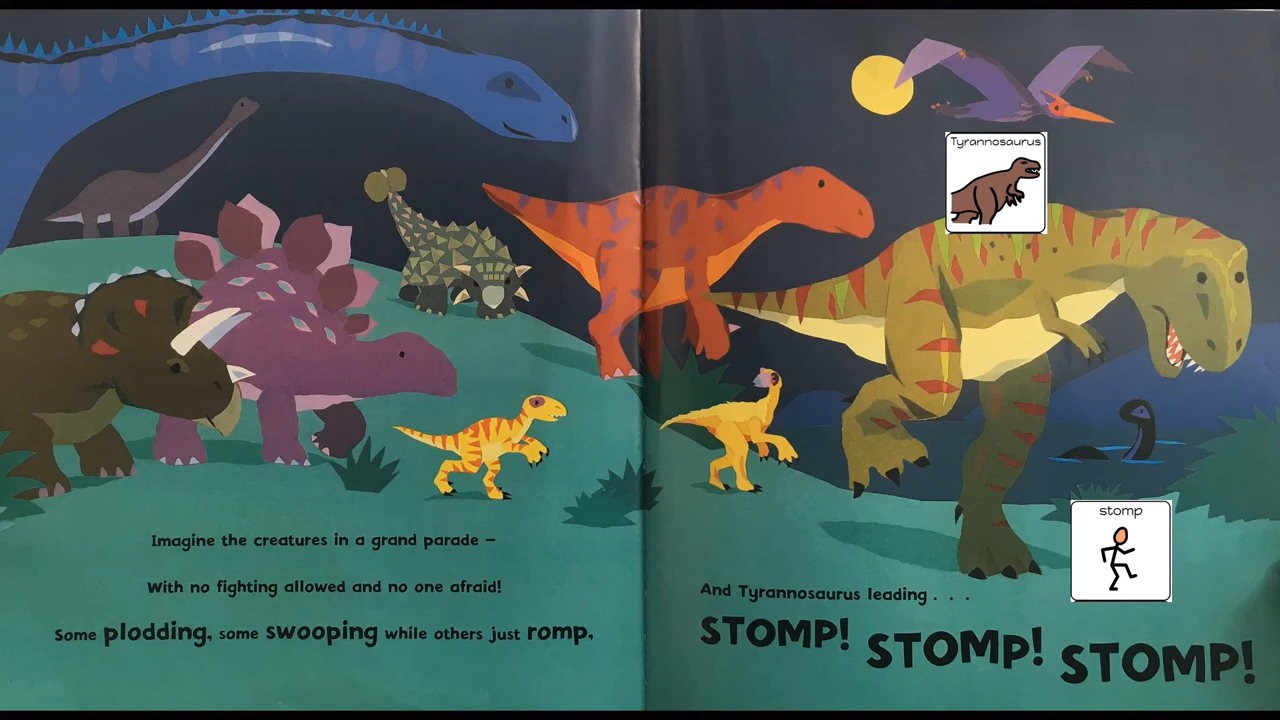 Tyrannosaurus
stomp
Imagine the creatures in a grand parade –
With no fighting allowed and no one afraid!
Some plodding, some swooping while others just romp,
And Tyrannosaurus leading . . .
STOMP! STOMP! STOMP!